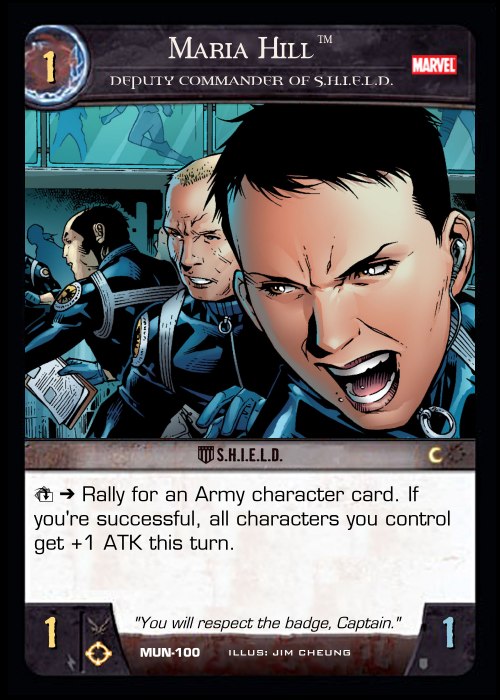 1
MARIA HILL™
DEPUTY COMMANDER OF S.H.I.E.L.D.
MARVEL
S.H.I.E.L.D.
C
➔ Rally for an Army character card. If
you're successful, all characters you control
get +1 ATK this turn.
"You will respect the badge, Captain."
1
MUN-100
ILLUS: JIM CHEUNG
1